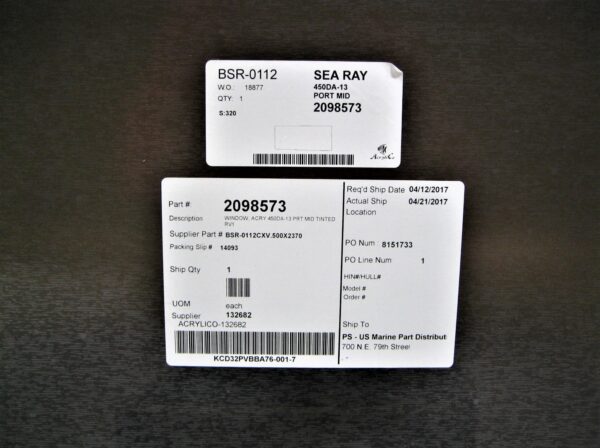 BSR-0112 SEA RAY
W.O.: 18877 450DA-13
QTY: 1 PORT MID
2098573
S:320
AcryliCo
Part #: 2098573
Description WINDOW, ACRY 450DA-13 PRT MID TINTED
RV1
Supplier Part # BSR-0112CXV.500X2370
Packing Slip # 14093
Ship Qty 1
UOM each
Supplier 132682
ACRYLICO-132682
KCD32PVBBA76-001-7
Req'd Ship Date 04/12/2017
Actual Ship 04/21/2017
Location
PO Num 8151733
PO Line Num 1
HIN#/HULL#
Model #
Order #
Ship To
PS - US Marine Part Distribut
700 N.E. 79th Street
, -